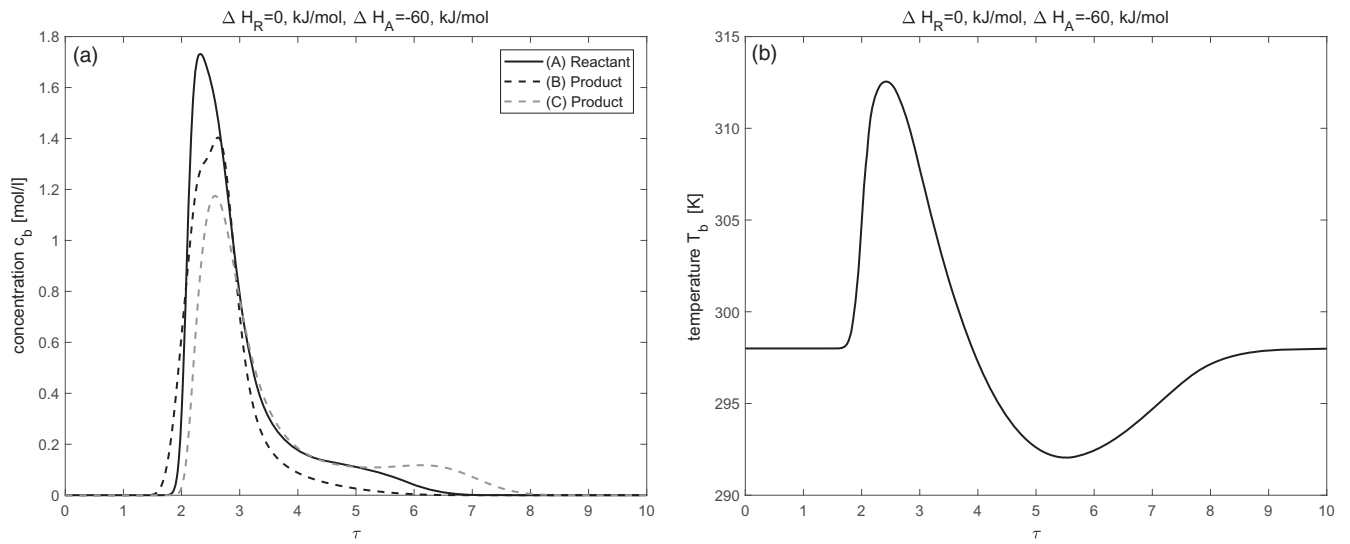 Δ H_R=0, kJ/mol, Δ H_A=-60, kJ/mol
(a)
(A) Reactant
(B) Product
(C) Product
concentration c_b [mol/l]
1.8
1.6
1.4
1.2
1
0.8
0.6
0.4
0.2
0
0 1 2 3 4 5 6 7 8 9 10
τ
Δ H_R=0, kJ/mol, Δ H_A=-60, kJ/mol
(b)
temperature T_b [K]
315
310
305
300
295
290
0 1 2 3 4 5 6 7 8 9 10
τ